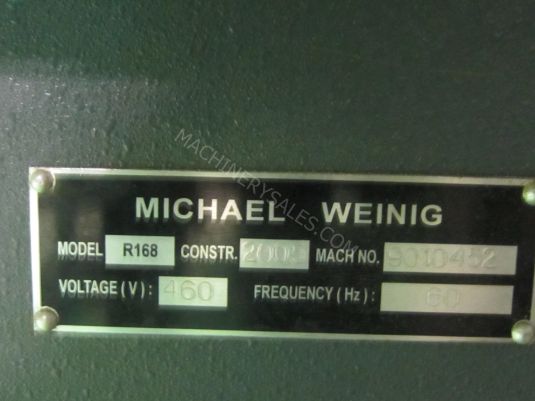 MACHINERYSALES.COM
MICHAEL WEINIG
MODEL R168 CONSTR. MACH NO. 9010452
VOLTAGE (V) : 460 FREQUENCY (Hz) : 60